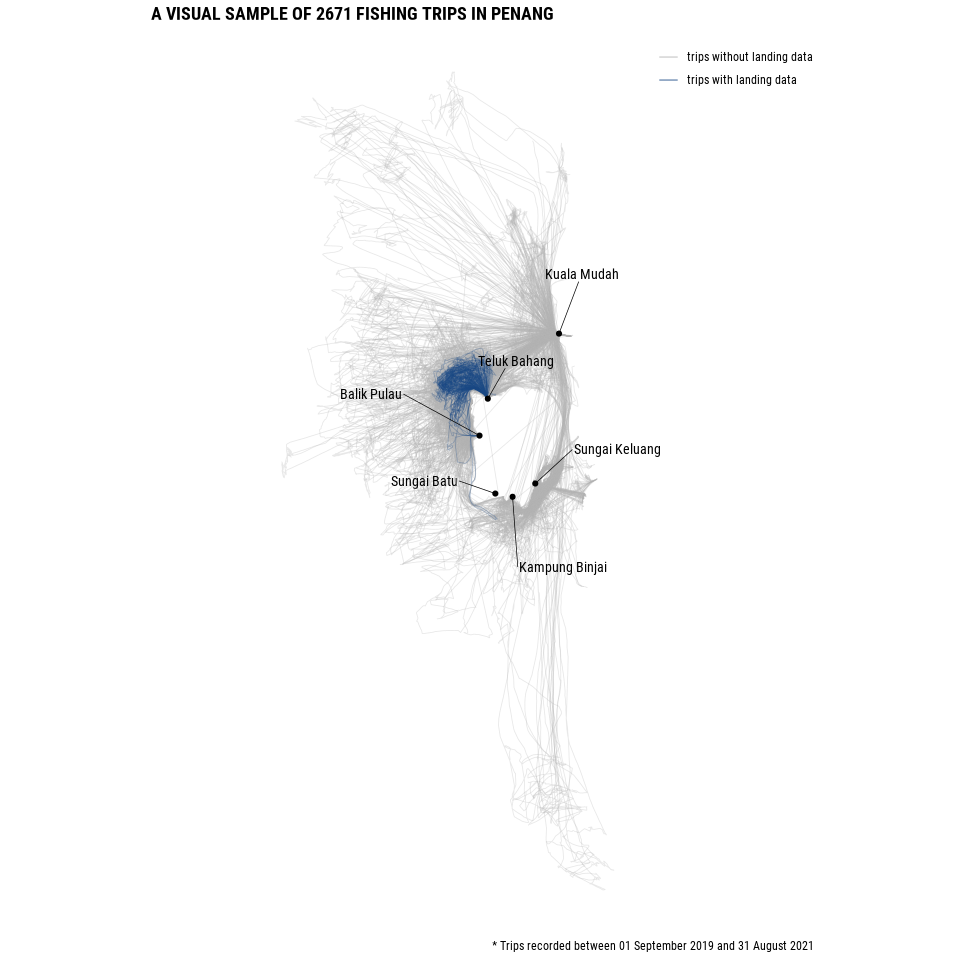 A VISUAL SAMPLE OF 2671 FISHING TRIPS IN PENANG
trips without landing data
trips with landing data
Kuala Mudah
Teluk Bahang
Balik Pulau
Sungai Keluang
Sungai Batu
Kampung Binjai
* Trips recorded between 01 September 2019 and 31 August 2021